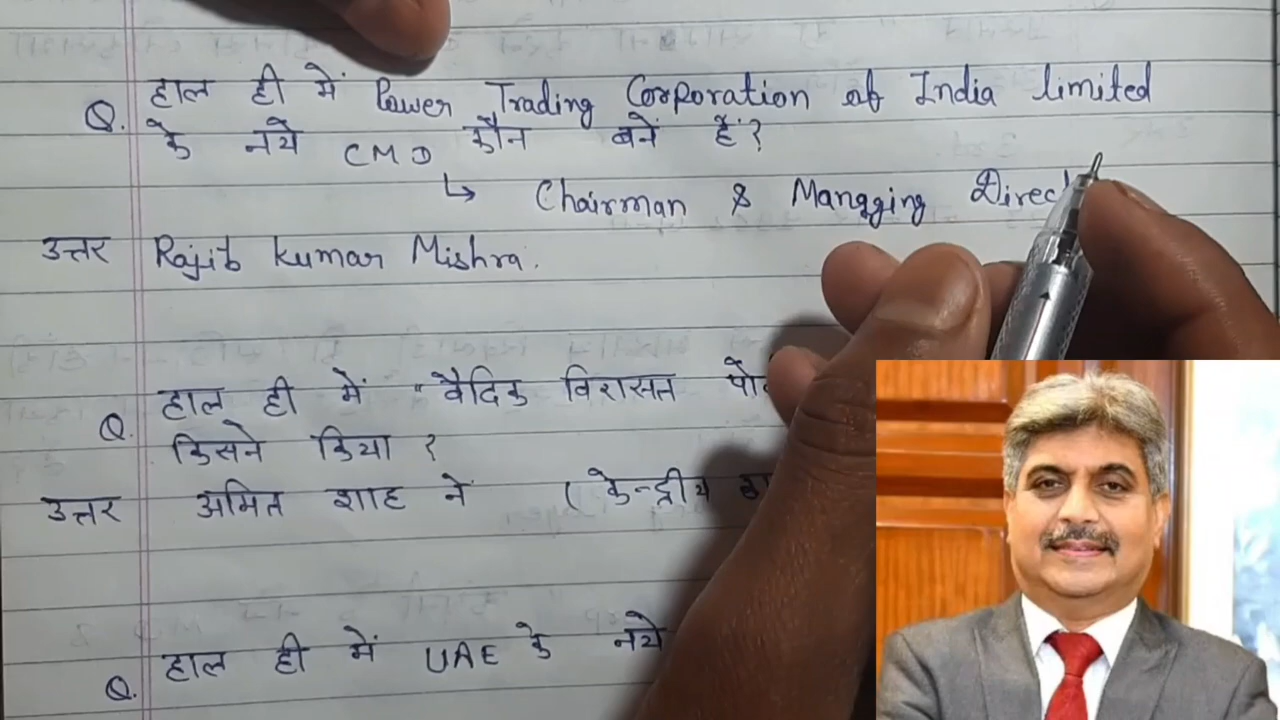 Q. हाल ही में Power Trading Corporation of India limited
के नये CMD कौन बनें हैं?
↳ Chairman & Managing
उत्तर Rajib Kumar Mishra.
Q. हाल ही में "वैदिक विरासत
किसने किया ?
उत्तर अमित शाह ने (केन्द्रीय
Q. हाल ही में UAE के नये